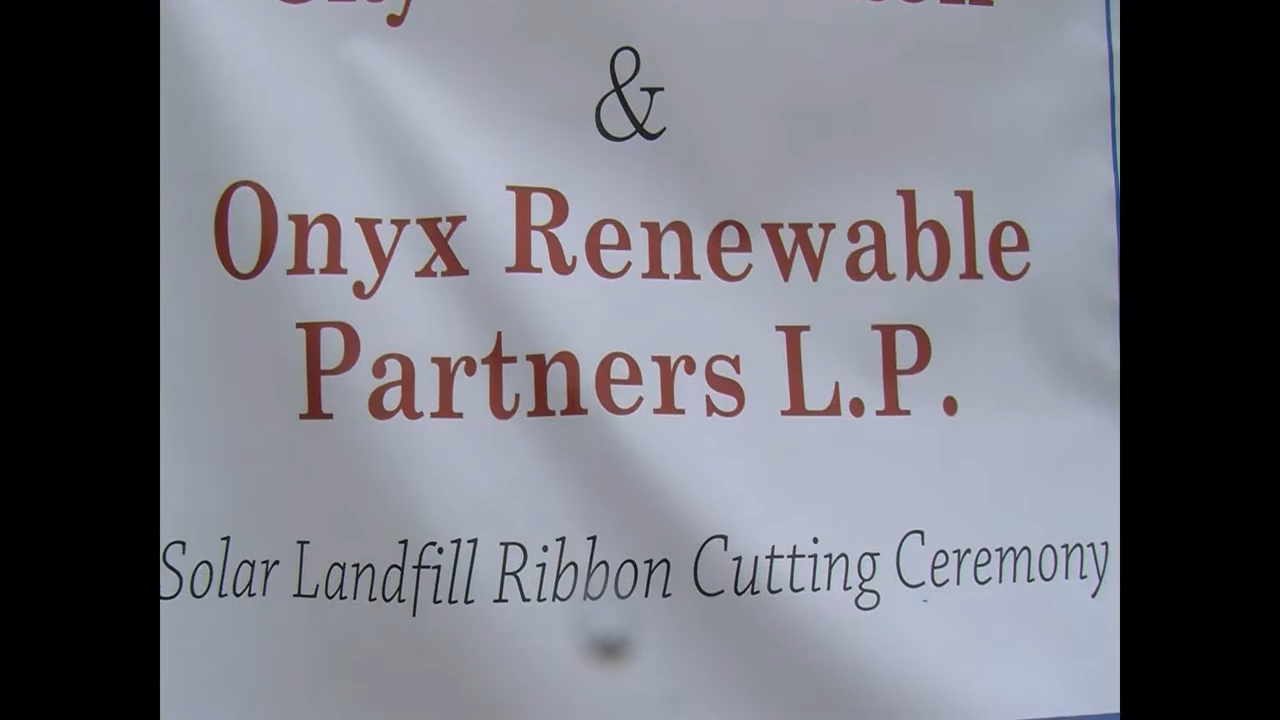 &
Onyx Renewable
Partners L.P.
Solar Landfill Ribbon Cutting Ceremony